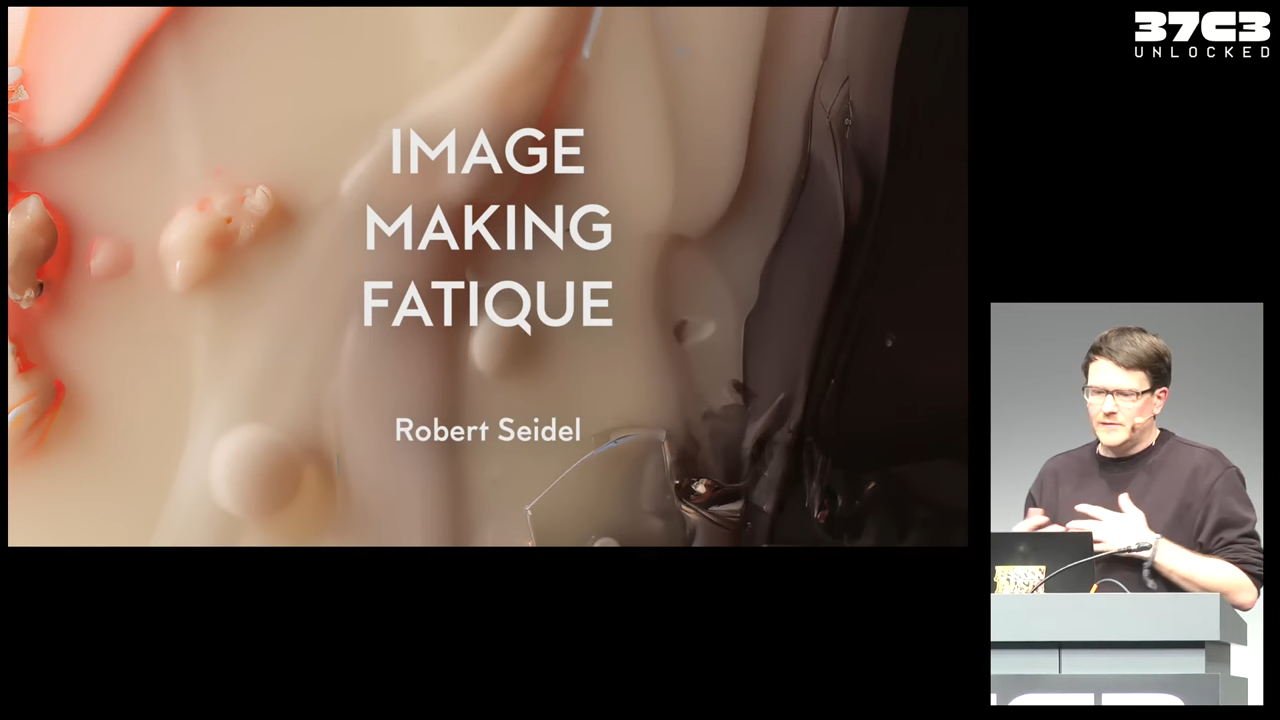 37C3
UNLOCKED
IMAGE
MAKING
FATIQUE
Robert Seidel